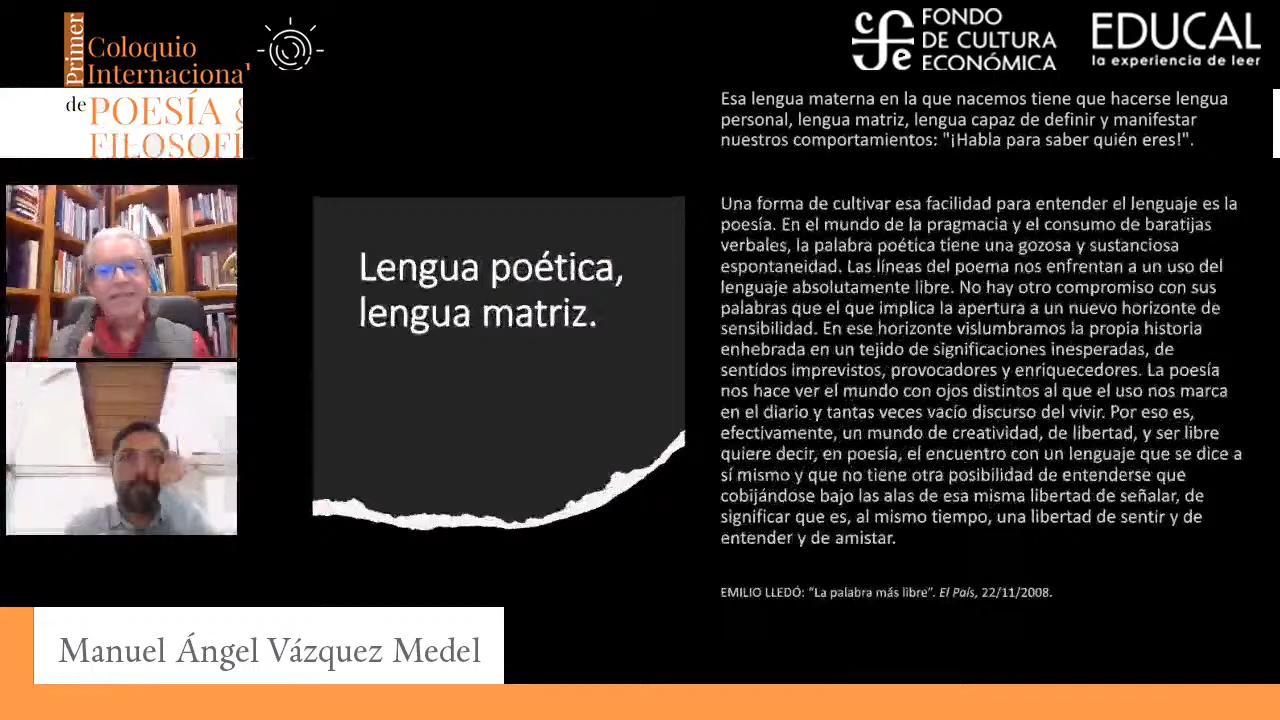 Primer
Coloquio
Internacional
de POESÍA &
FILOSOFÍ
FONDO
DE CULTURA
ECONÓMICA
EDUCAL
la experiencia de leer
Esa lengua materna en la que nacemos tiene que hacerse lengua
personal, lengua matriz, lengua capaz de definir y manifestar
nuestros comportamientos: "¡Habla para saber quién eres!".
Una forma de cultivar esa facilidad para entender el lenguaje es la
poesía. En el mundo de la pragmacia y el consumo de baratijas
verbales, la palabra poética tiene una gozosa y sustanciosa
espontaneidad. Las líneas del poema nos enfrentan a un uso del
lenguaje absolutamente libre. No hay otro compromiso con sus
palabras que el que implica la apertura a un nuevo horizonte de
sensibilidad. En ese horizonte vislumbramos la propia historia
enhebrada en un tejido de significaciones inesperadas, de
sentidos imprevistos, provocadores y enriquecedores. La poesía
nos hace ver el mundo con ojos distintos al que el uso nos marca
en el diario y tantas veces vacío discurso del vivir. Por eso es,
efectivamente, un mundo de creatividad, de libertad, y ser libre
quiere decir, en poesía, el encuentro con un lenguaje que se dice a
sí mismo y que no tiene otra posibilidad de entenderse que
cobijándose bajo las alas de esa misma libertad de señalar, de
significar que es, al mismo tiempo, una libertad de sentir y de
entender y de amistar.
EMILIO LLEDÓ: "La palabra más libre". El País, 22/11/2008.
Lengua poética,
lengua matriz.
Manuel Ángel Vázquez Medel